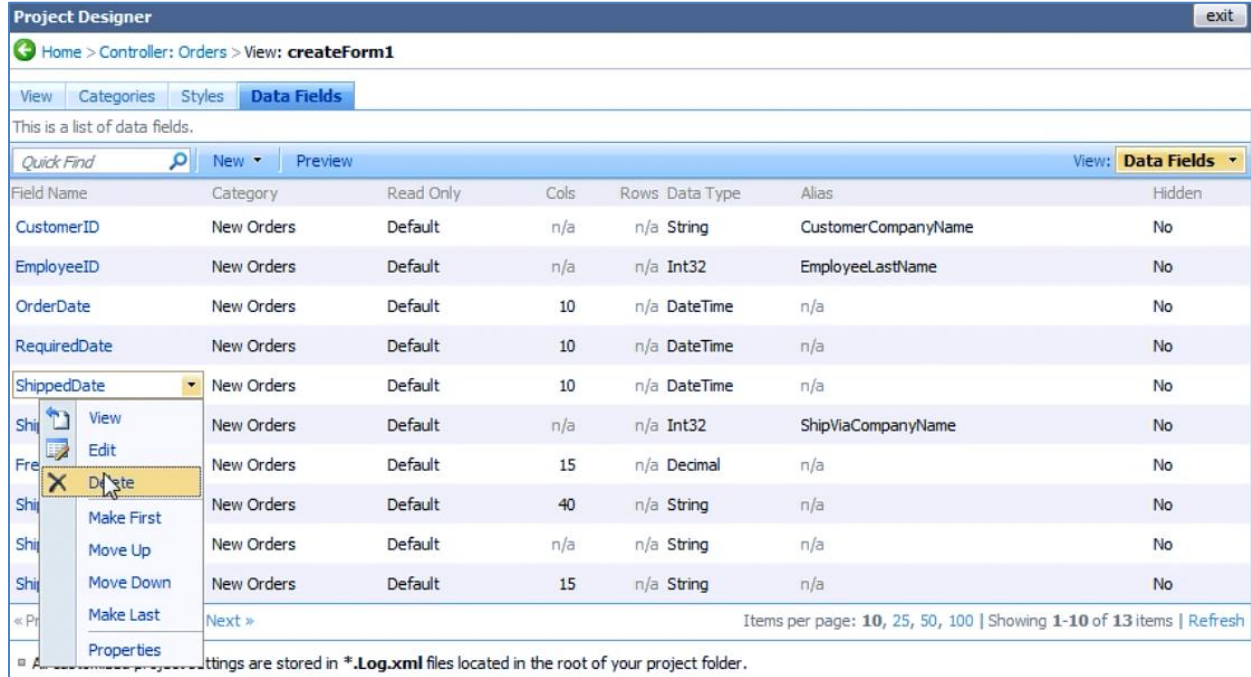 Project Designer exit
Home > Controller: Orders > View: createForm1
View Categories Styles Data Fields
This is a list of data fields.
Quick Find New Preview View: Data Fields
Field Name Category Read Only Cols Rows Data Type Alias Hidden
CustomerID New Orders Default n/a n/a String CustomerCompanyName No
EmployeeID New Orders Default n/a n/a Int32 EmployeeLastName No
OrderDate New Orders Default 10 n/a DateTime n/a No
RequiredDate New Orders Default 10 n/a DateTime n/a No
ShippedDate New Orders Default 10 n/a DateTime n/a No
View New Orders Default n/a n/a Int32 ShipViaCompanyName No
Edit
Fre New Orders Default 15 n/a Decimal n/a No
Delete
Shi New Orders Default 40 n/a String n/a No
Make First
Shi New Orders Default n/a n/a String n/a No
Move Up
Shi Move Down New Orders Default 15 n/a String n/a No
Make Last
« Pr Next » Items per page: 10, 25, 50, 100 | Showing 1-10 of 13 items | Refresh
Properties
settings are stored in *.Log.xml files located in the root of your project folder.